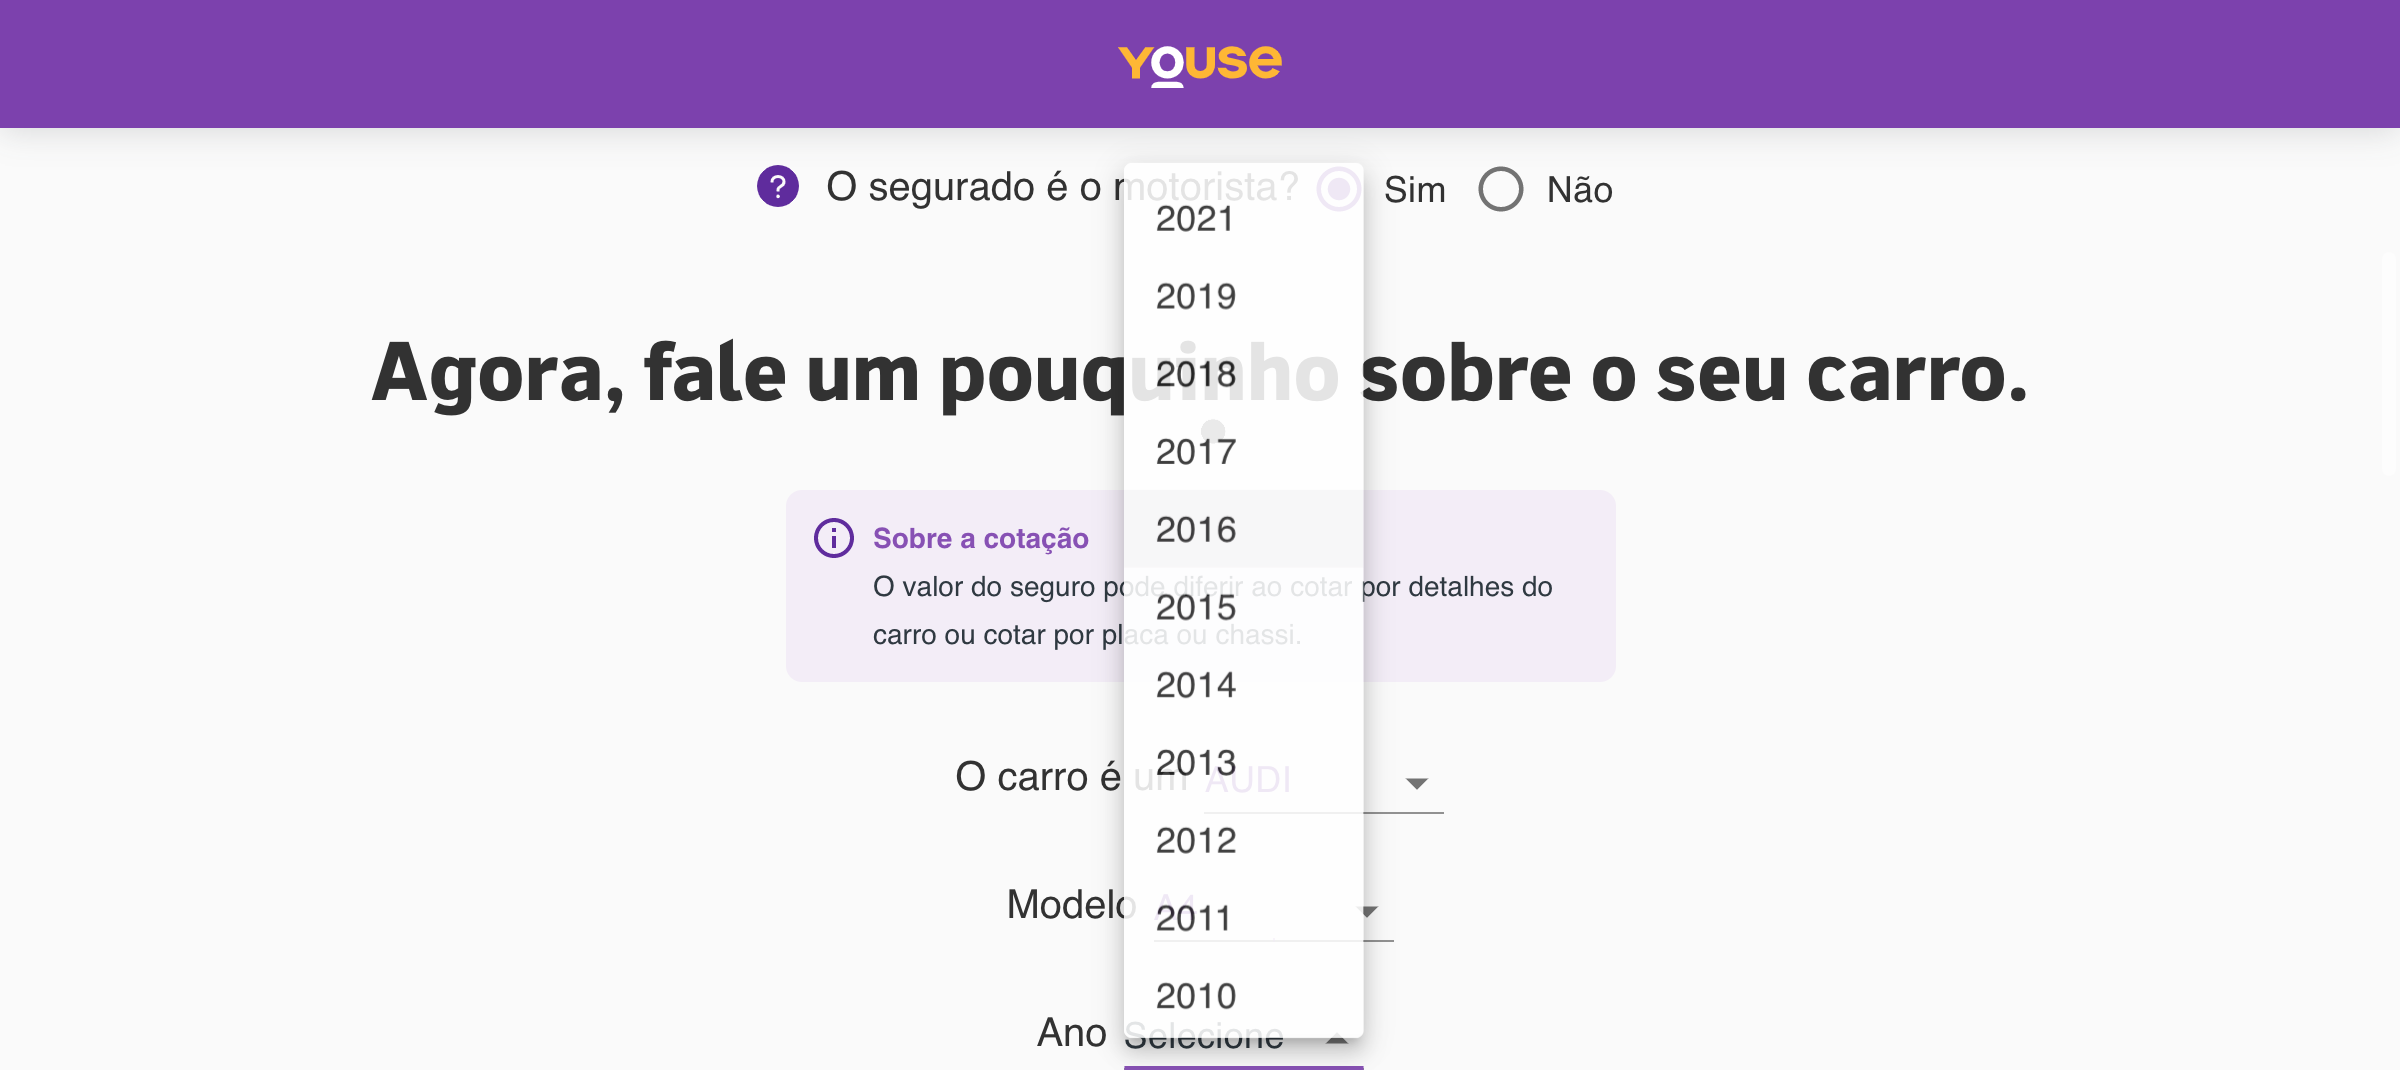 YOUSE
? O segurado é o motorista? Sim Não
2021
2019
Agora, fale um pouquinho sobre o seu carro.
2018
2017
Sobre a cotação
2016
O valor do seguro pode diferir ao cotar por detalhes do
2015
carro ou cotar por placa ou chassi.
2014
O carro é um AUDI
2013
2012
Modelo A4
2011
2010
Ano Selecione